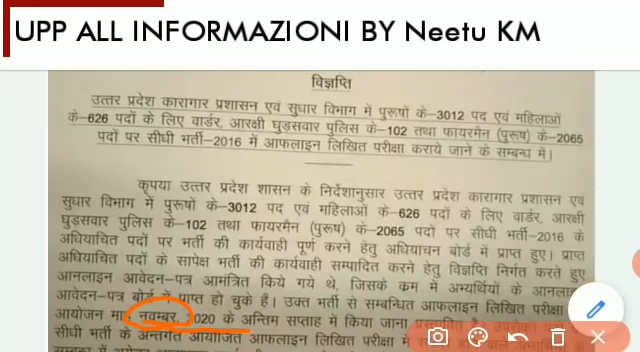 UPP ALL INFORMAZIONI BY Neetu KM
विज्ञप्ति
उत्तर प्रदेश कारागार प्रशासन एवं सुधार विभाग में पुरूषों के–3012 पद एवं महिलाओं
के–626 पदों के लिए वार्डर, आरक्षी घुड़सवार पुलिस के–102 तथा फायरमैन (पुरूष) के–2065
पदों पर सीधी भर्ती–2016 में आफलाइन लिखित परीक्षा कराये जाने के सम्बन्ध में।
कृपया उत्तर प्रदेश शासन के निर्देशानुसार उत्तर प्रदेश कारागार प्रशासन एवं
सुधार विभाग में पुरूषों के–3012 पद एवं महिलाओं के–626 पदों के लिए वार्डर, आरक्षी
घुड़सवार पुलिस के–102 तथा फायरमैन (पुरूष) के–2065 पदों पर सीधी भर्ती–2016 के
अधियाचित पदों पर भर्ती की कार्यवाही पूर्ण करने हेतु अधियाचन बोर्ड में प्राप्त हुए। प्राप्त
अधियाचित पदों के सापेक्ष भर्ती की कार्यवाही सम्पादित करने हेतु विज्ञप्ति निर्गत करते हुए
आनलाइन आवेदन–पत्र आमंत्रित किये गये थे, जिसके क्रम में अभ्यर्थियों के आनलाइन
आवेदन–पत्र बोर्ड में प्राप्त हो चुके हैं। उक्त भर्ती से सम्बन्धित आफलाइन लिखित परीक्षा
आयोजन नवम्बर, 2020 के अन्तिम सप्ताह में किया जाना
सीधी भर्ती के अन्तर्गत आयोजित आफलाइन लिखित परीक्षा में